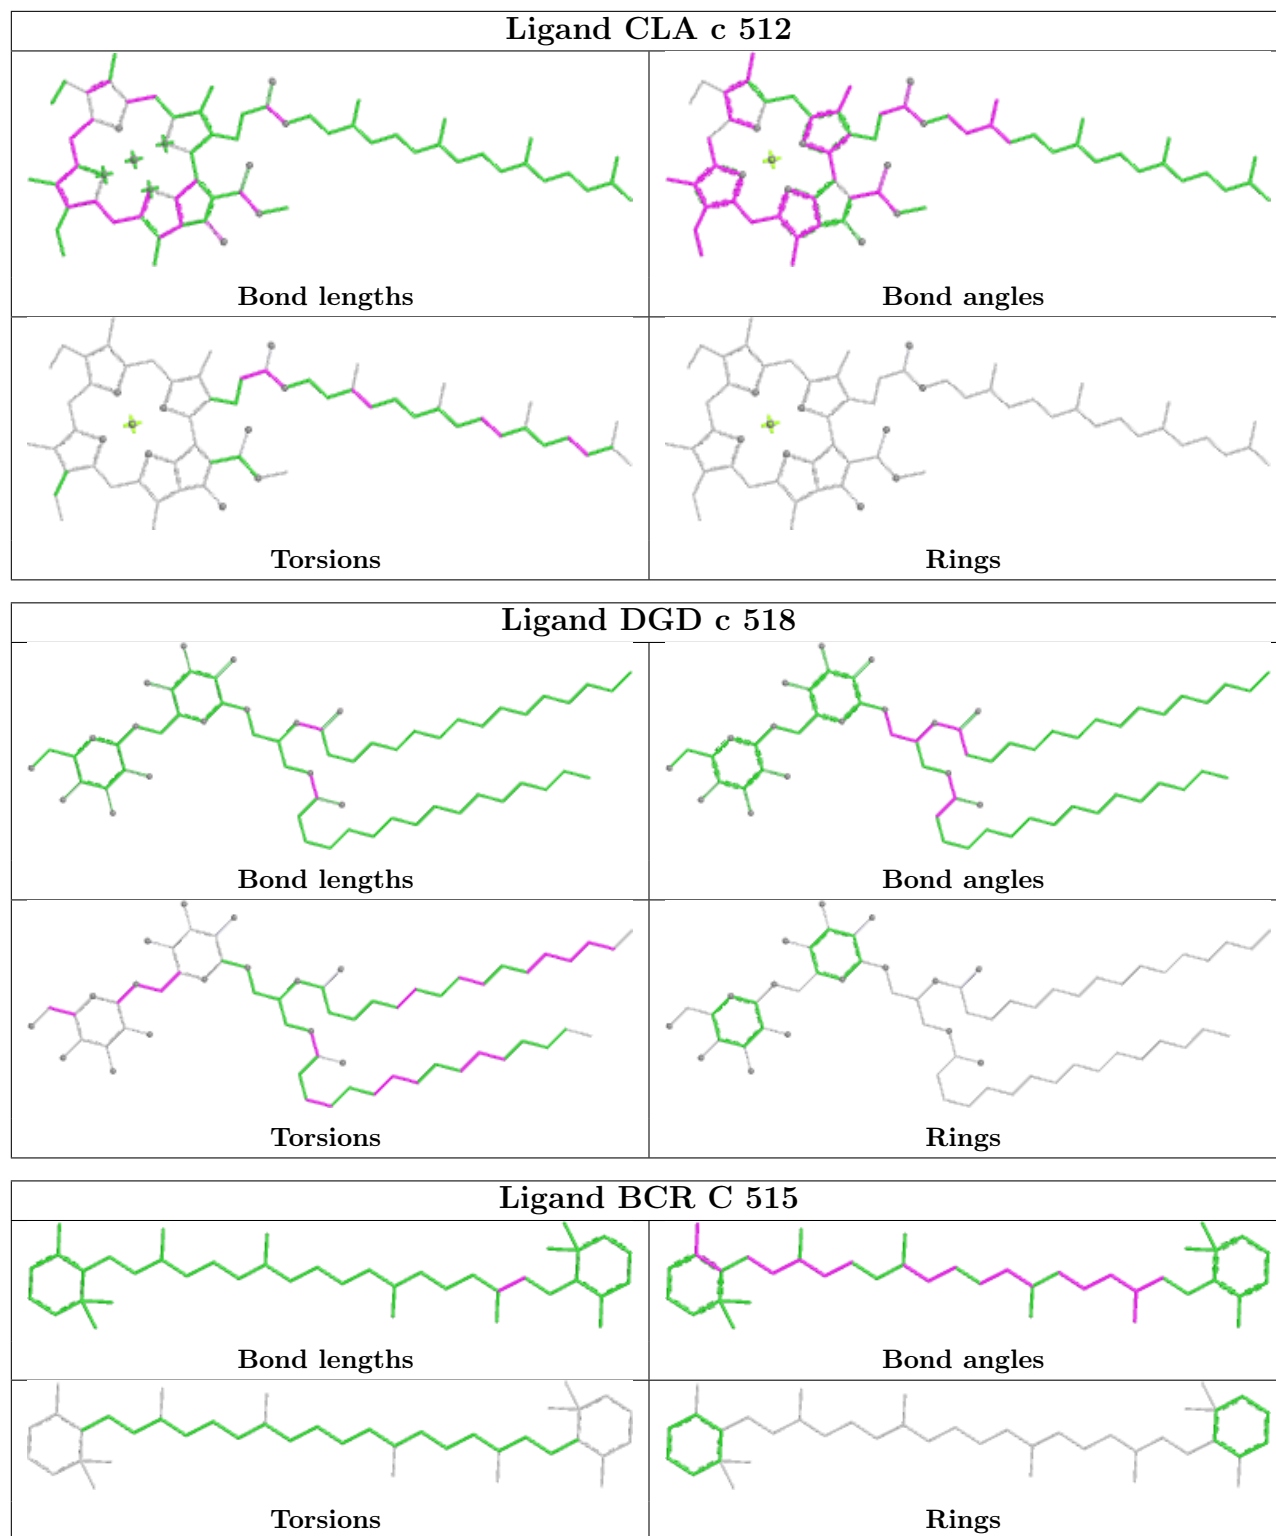 Ligand CLA c 512
Bond lengths
Bond angles
Torsions
Rings
Ligand DGD c 518
Bond lengths
Bond angles
Torsions
Rings
Ligand BCR C 515
Bond lengths
Bond angles
Torsions
Rings